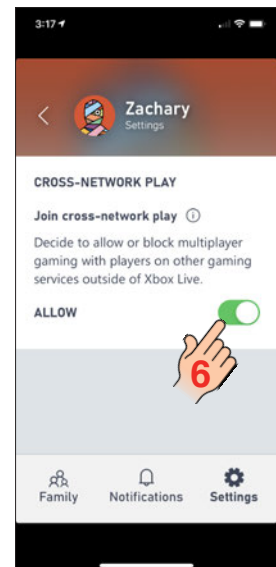 3:17
Zachary
Settings
CROSS-NETWORK PLAY
Join cross-network play
Decide to allow or block multiplayer
gaming with players on other gaming
services outside of Xbox Live.
ALLOW
6
Family Notifications Settings